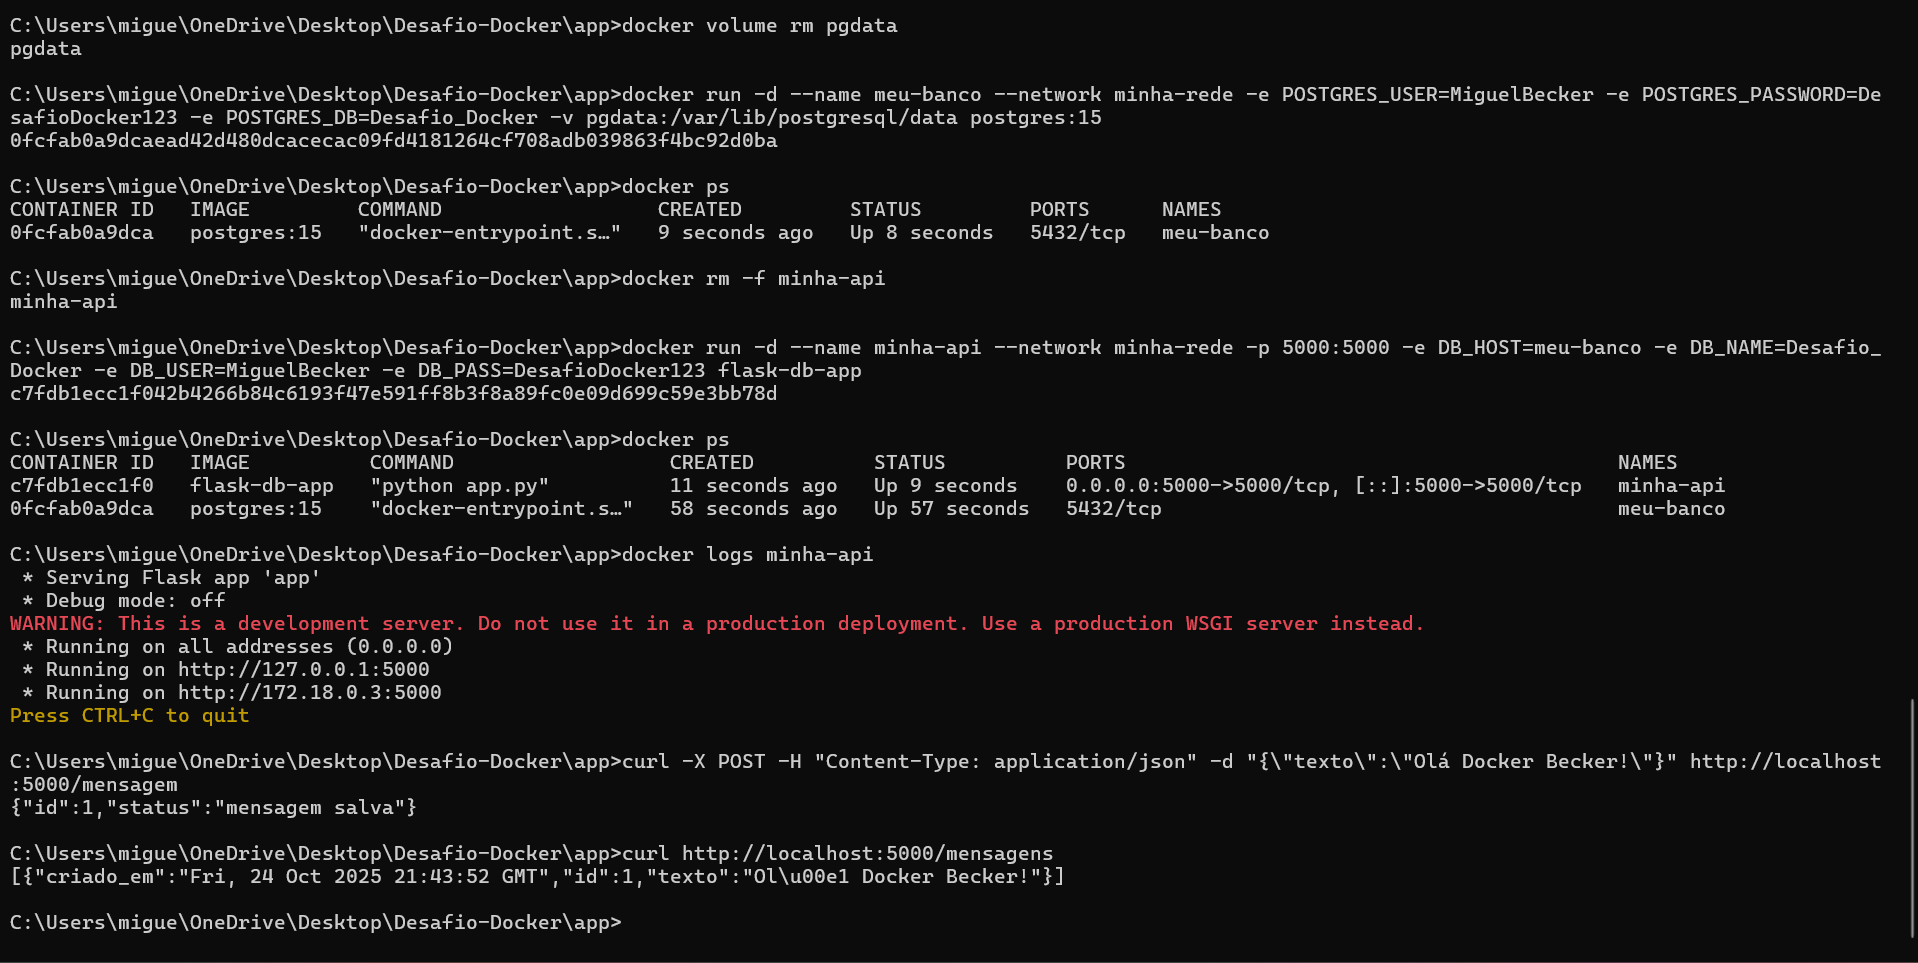 C:\Users\migue\OneDrive\Desktop\Desafio-Docker\app>docker volume rm pgdata
pgdata
C:\Users\migue\OneDrive\Desktop\Desafio-Docker\app>docker run -d --name meu-banco --network minha-rede -e POSTGRES_USER=MiguelBecker -e POSTGRES_PASSWORD=De
safioDocker123 -e POSTGRES_DB=Desafio_Docker -v pgdata:/var/lib/postgresql/data postgres:15
0fcfab0a9dcaead42d480dcacecac09fd4181264cf708adb039863f4bc92d0ba
C:\Users\migue\OneDrive\Desktop\Desafio-Docker\app>docker ps
CONTAINER ID   IMAGE         COMMAND                  CREATED         STATUS         PORTS      NAMES
0fcfab0a9dca   postgres:15   "docker-entrypoint.s…"   9 seconds ago   Up 8 seconds   5432/tcp   meu-banco
C:\Users\migue\OneDrive\Desktop\Desafio-Docker\app>docker rm -f minha-api
minha-api
C:\Users\migue\OneDrive\Desktop\Desafio-Docker\app>docker run -d --name minha-api --network minha-rede -p 5000:5000 -e DB_HOST=meu-banco -e DB_NAME=Desafio_
Docker -e DB_USER=MiguelBecker -e DB_PASS=DesafioDocker123 flask-db-app
c7fdb1ecc1f042b4266b84c6193f47e591ff8b3f8a89fc0e09d699c59e3bb78d
C:\Users\migue\OneDrive\Desktop\Desafio-Docker\app>docker ps
CONTAINER ID   IMAGE          COMMAND                  CREATED          STATUS          PORTS                                         NAMES
c7fdb1ecc1f0   flask-db-app   "python app.py"          11 seconds ago   Up 9 seconds    0.0.0.0:5000->5000/tcp, [::]:5000->5000/tcp   minha-api
0fcfab0a9dca   postgres:15    "docker-entrypoint.s…"   58 seconds ago   Up 57 seconds   5432/tcp                                      meu-banco
C:\Users\migue\OneDrive\Desktop\Desafio-Docker\app>docker logs minha-api
 * Serving Flask app 'app'
 * Debug mode: off
WARNING: This is a development server. Do not use it in a production deployment. Use a production WSGI server instead.
 * Running on all addresses (0.0.0.0)
 * Running on http://127.0.0.1:5000
 * Running on http://172.18.0.3:5000
Press CTRL+C to quit
C:\Users\migue\OneDrive\Desktop\Desafio-Docker\app>curl -X POST -H "Content-Type: application/json" -d "{\"texto\":\"Olá Docker Becker!\"}" http://localhost
:5000/mensagem
{"id":1,"status":"mensagem salva"}
C:\Users\migue\OneDrive\Desktop\Desafio-Docker\app>curl http://localhost:5000/mensagens
[{"criado_em":"Fri, 24 Oct 2025 21:43:52 GMT","id":1,"texto":"Ol\u00e1 Docker Becker!"}]
C:\Users\migue\OneDrive\Desktop\Desafio-Docker\app>